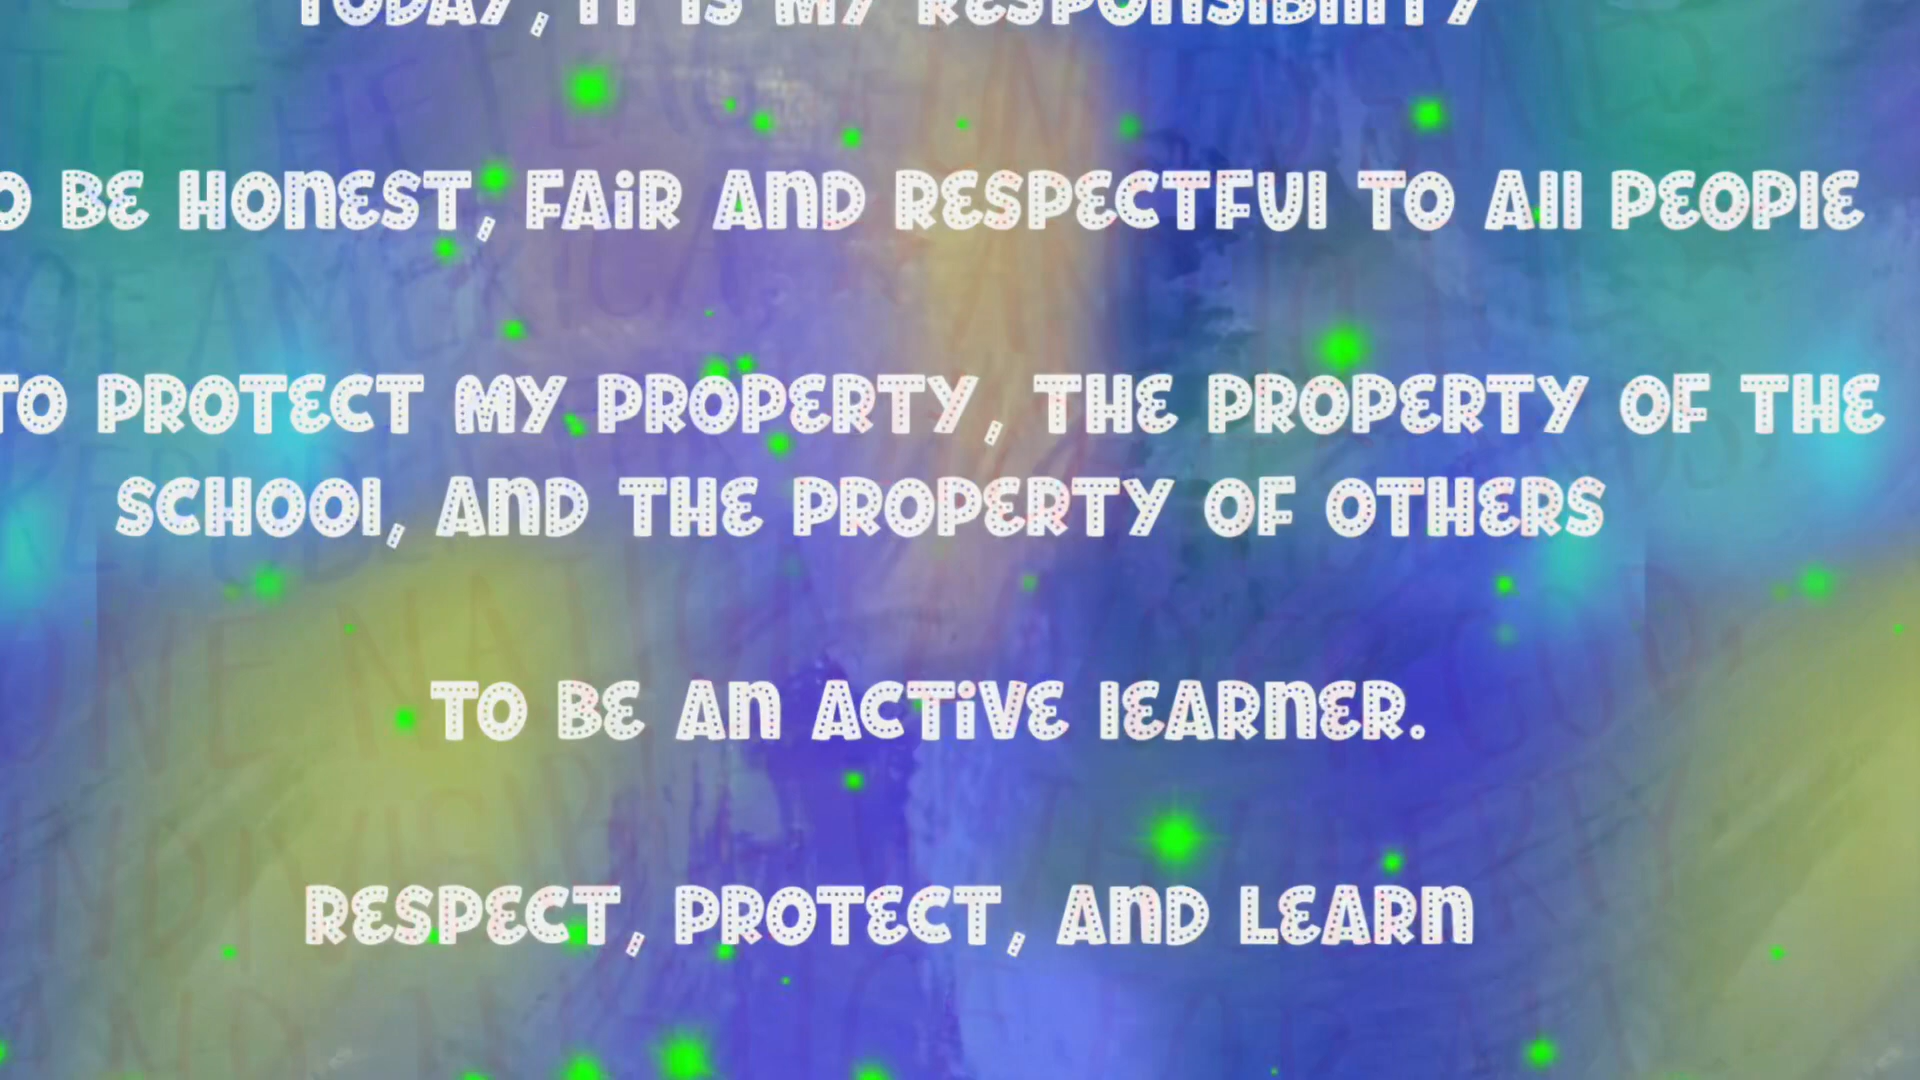 TODAY, IT IS MY RESPONSIBILITY
O BE HONEST, FAIR AND RESPECTFUL TO ALL PEOPLE
TO PROTECT MY PROPERTY, THE PROPERTY OF THE
SCHOOL, AND THE PROPERTY OF OTHERS
TO BE AN ACTIVE LEARNER.
RESPECT, PROTECT, AND LEARN